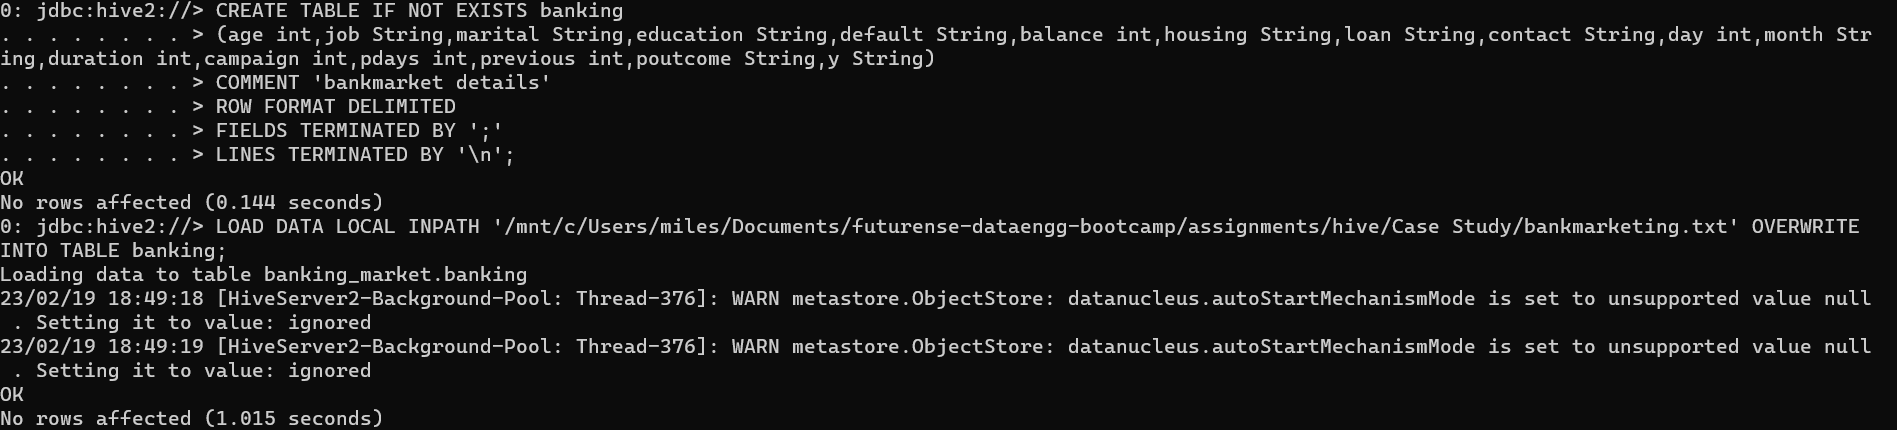 0: jdbc:hive2://> CREATE TABLE IF NOT EXISTS banking
. . . . . . . . > (age int,job String,marital String,education String,default String,balance int,housing String,loan String,contact String,day int,month Str
ing,duration int,campaign int,pdays int,previous int,poutcome String,y String)
. . . . . . . . > COMMENT 'bankmarket details'
. . . . . . . . > ROW FORMAT DELIMITED
. . . . . . . . > FIELDS TERMINATED BY ';'
. . . . . . . . > LINES TERMINATED BY '\n';
OK
No rows affected (0.144 seconds)
0: jdbc:hive2://> LOAD DATA LOCAL INPATH '/mnt/c/Users/miles/Documents/futurense-dataengg-bootcamp/assignments/hive/Case Study/bankmarketing.txt' OVERWRITE
INTO TABLE banking;
Loading data to table banking_market.banking
23/02/19 18:49:18 [HiveServer2-Background-Pool: Thread-376]: WARN metastore.ObjectStore: datanucleus.autoStartMechanismMode is set to unsupported value null
 . Setting it to value: ignored
23/02/19 18:49:19 [HiveServer2-Background-Pool: Thread-376]: WARN metastore.ObjectStore: datanucleus.autoStartMechanismMode is set to unsupported value null
 . Setting it to value: ignored
OK
No rows affected (1.015 seconds)